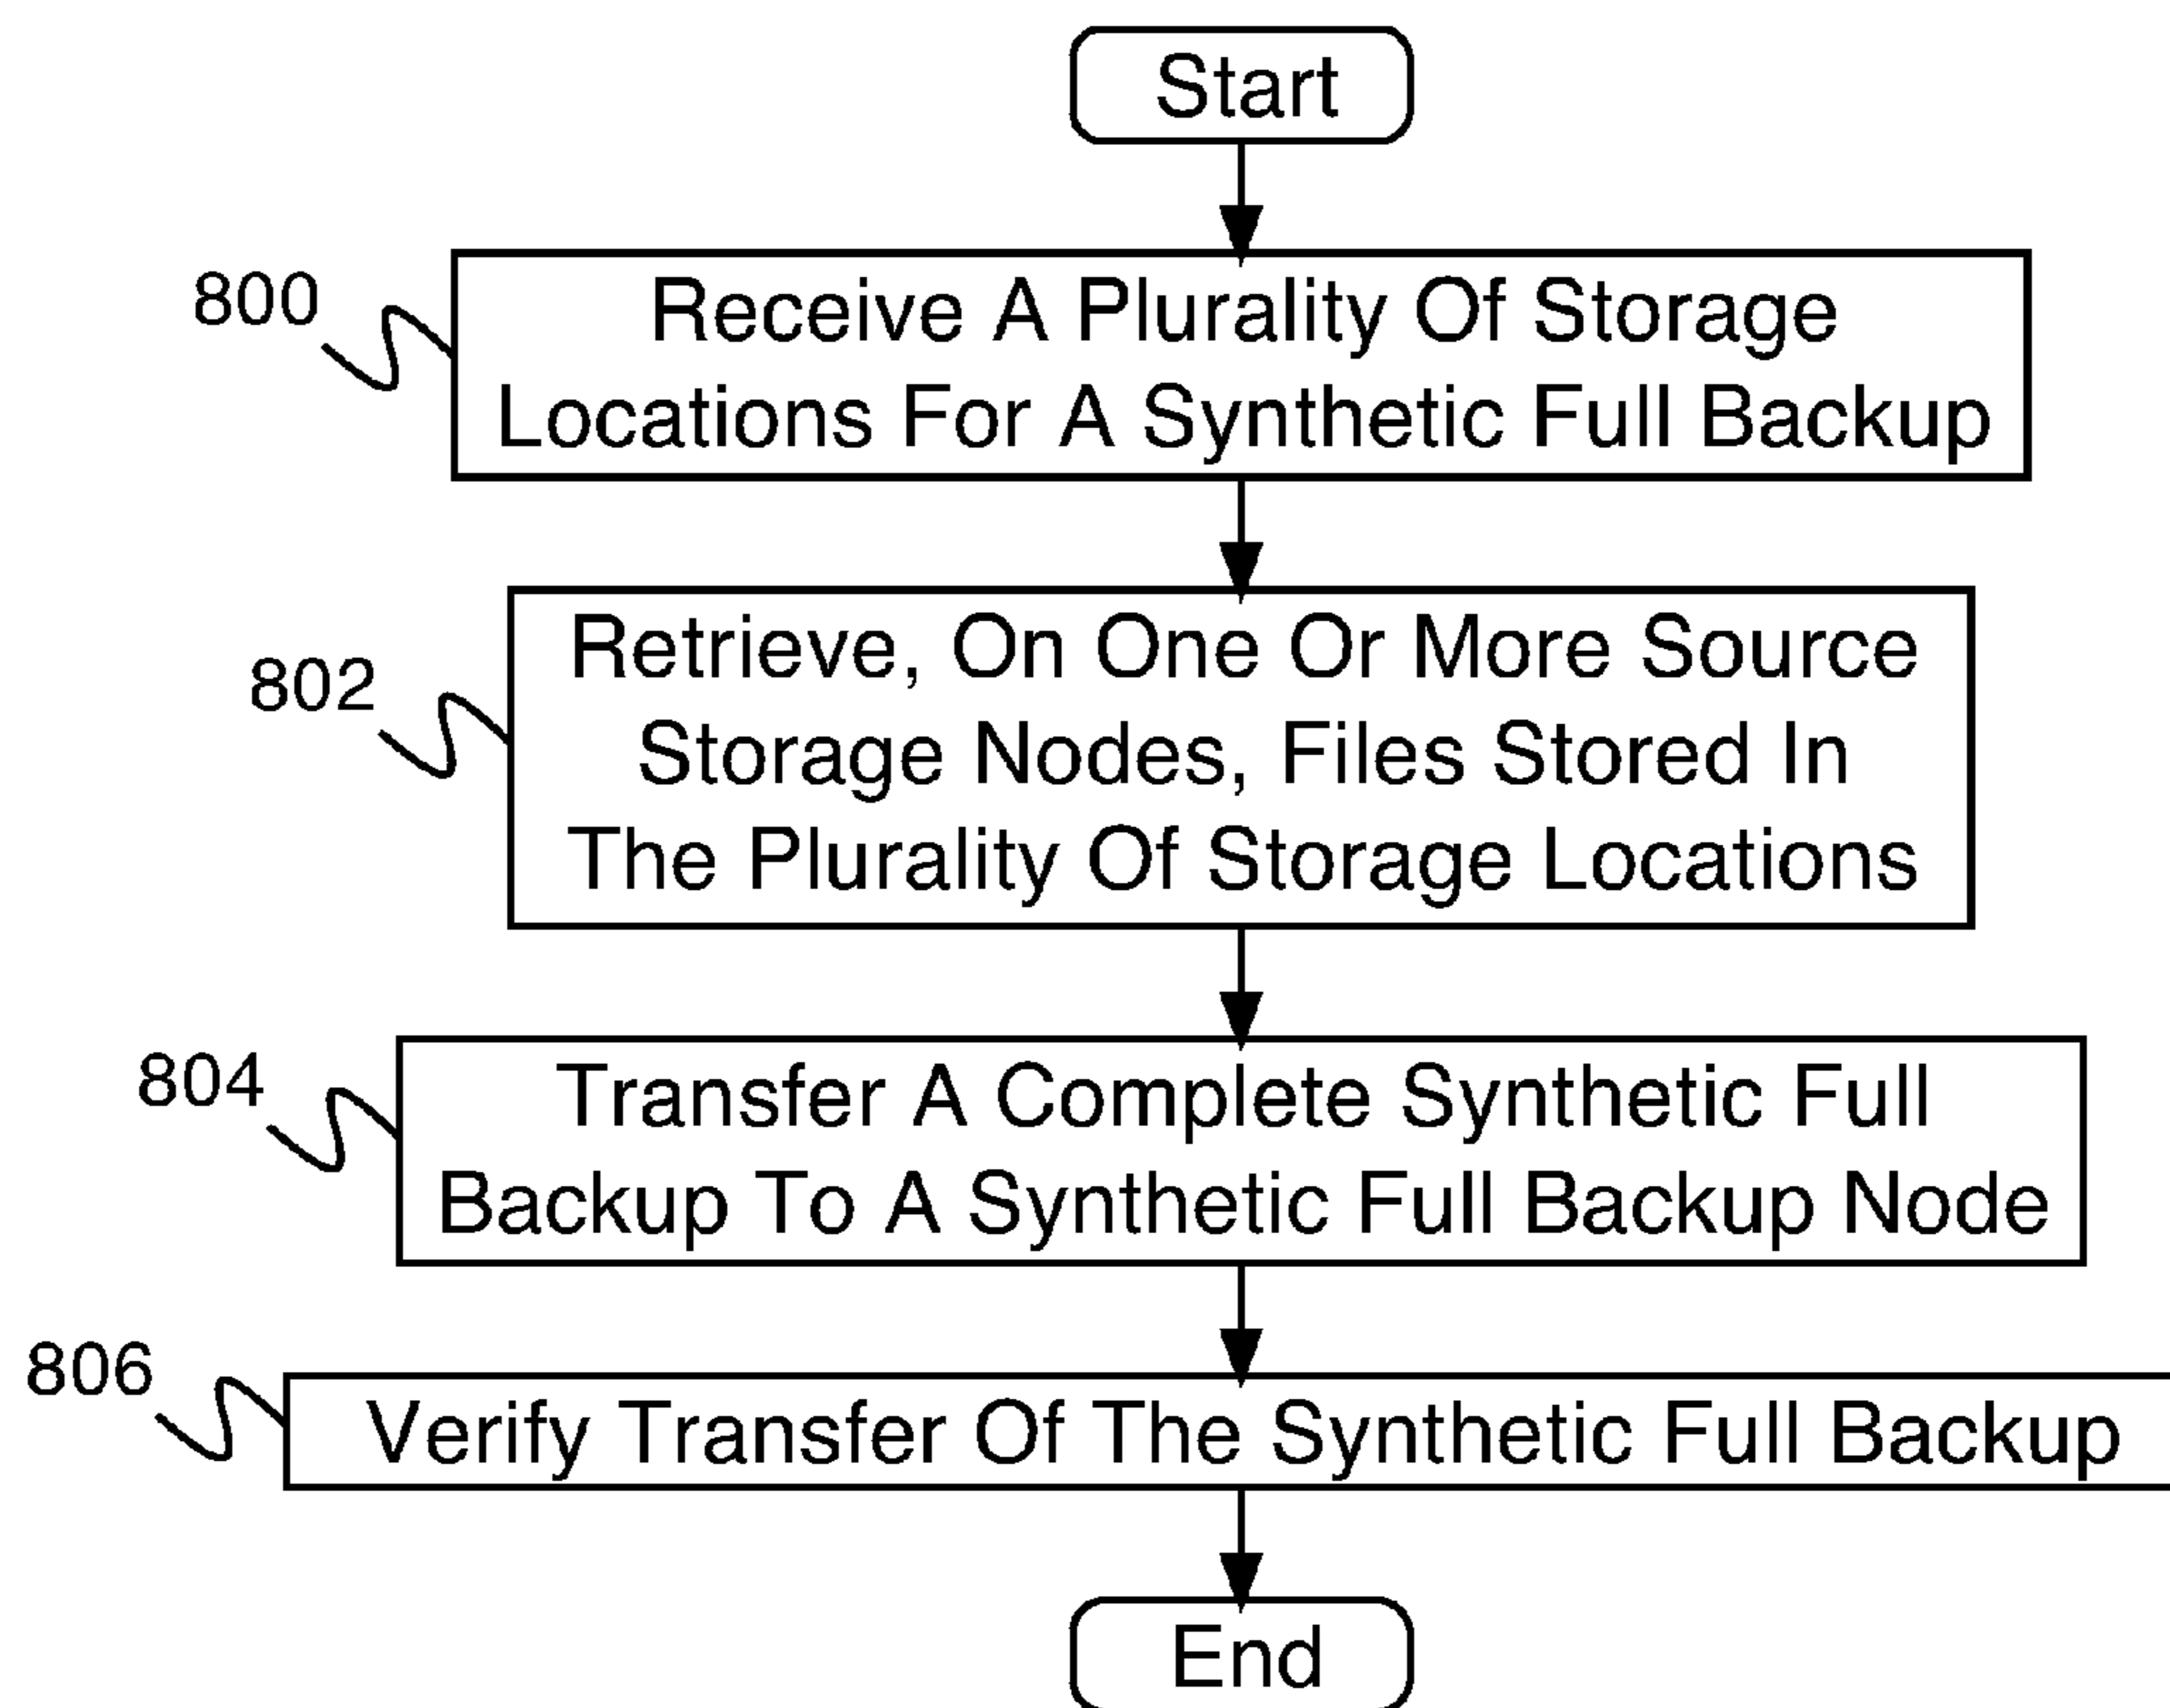 Start
800
Receive A Plurality Of Storage
Locations For A Synthetic Full Backup
802
Retrieve, On One Or More Source
Storage Nodes, Files Stored In
The Plurality Of Storage Locations
804
Transfer A Complete Synthetic Full
Backup To A Synthetic Full Backup Node
806
Verify Transfer Of The Synthetic Full Backup
End